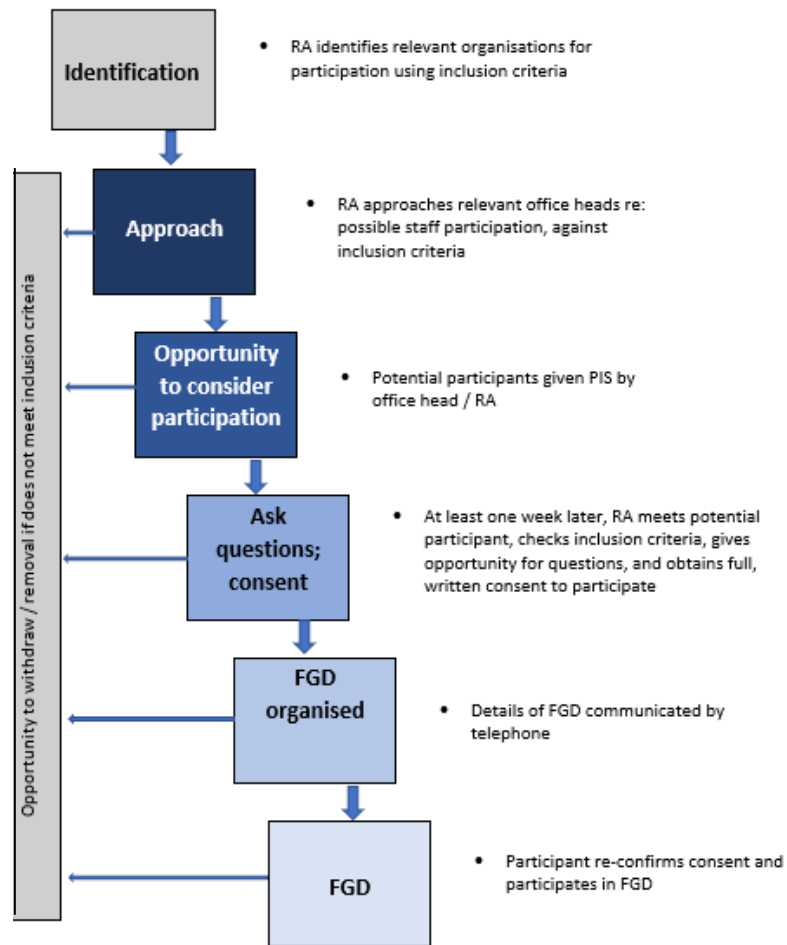 Identification
• RA identifies relevant organisations for
participation using inclusion criteria
Opportunity to withdraw / removal if does not meet inclusion criteria
Approach
• RA approaches relevant office heads re:
possible staff participation, against
inclusion criteria
Opportunity
to consider
participation
• Potential participants given PIS by
office head / RA
Ask
questions;
consent
• At least one week later, RA meets potential
participant, checks inclusion criteria, gives
opportunity for questions, and obtains full,
written consent to participate
FGD
organised
• Details of FGD communicated by
telephone
FGD
• Participant re-confirms consent and
participates in FGD